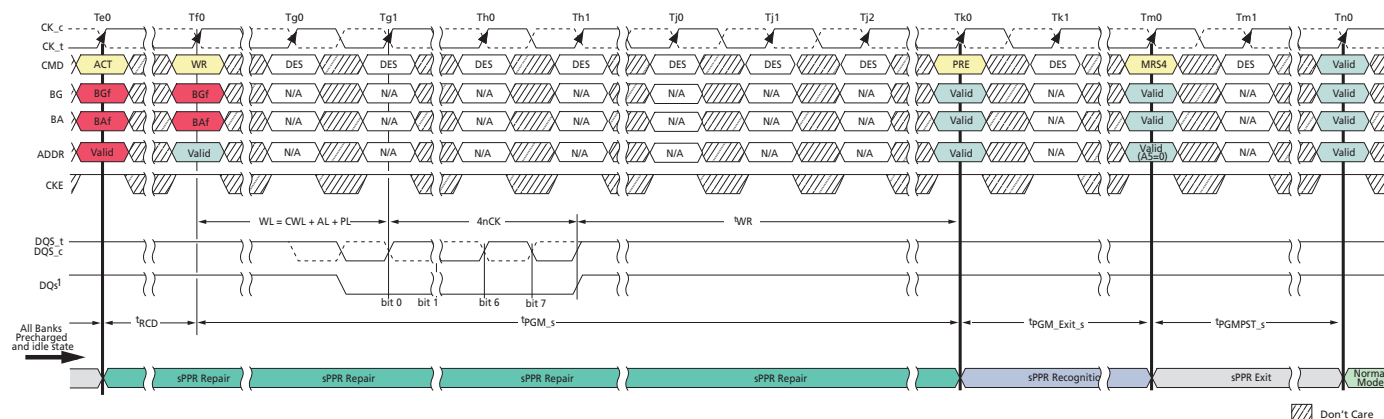 Te0 Tf0 Tg0 Tg1 Th0 Th1 Tj0 Tj1 Tj2 Tk0 Tk1 Tm0 Tm1 Tn0
CK_c
CK_t
CMD ACT WR DES DES DES DES DES DES DES PRE DES MRS4 DES Valid
BG BGf BGf N/A N/A N/A N/A N/A N/A N/A Valid N/A Valid N/A Valid
BA BAf BAf N/A N/A N/A N/A N/A N/A N/A Valid N/A Valid N/A Valid
ADDR Valid Valid N/A N/A N/A N/A N/A N/A N/A Valid N/A Valid (A5=0) N/A Valid
CKE
WL = CWL + AL + PL 4nCK tWR
DQS_t
DQS_c
DQs1
bit 0 bit 1 bit 6 bit 7
tRCD tPGM_s tPGM_Exit_s tPGMPST_s
All Banks
Precharged
and idle state
sPPR Repair sPPR Repair sPPR Repair sPPR Repair sPPR Recognitic sPPR Exit Norma
Mode
Don't Care